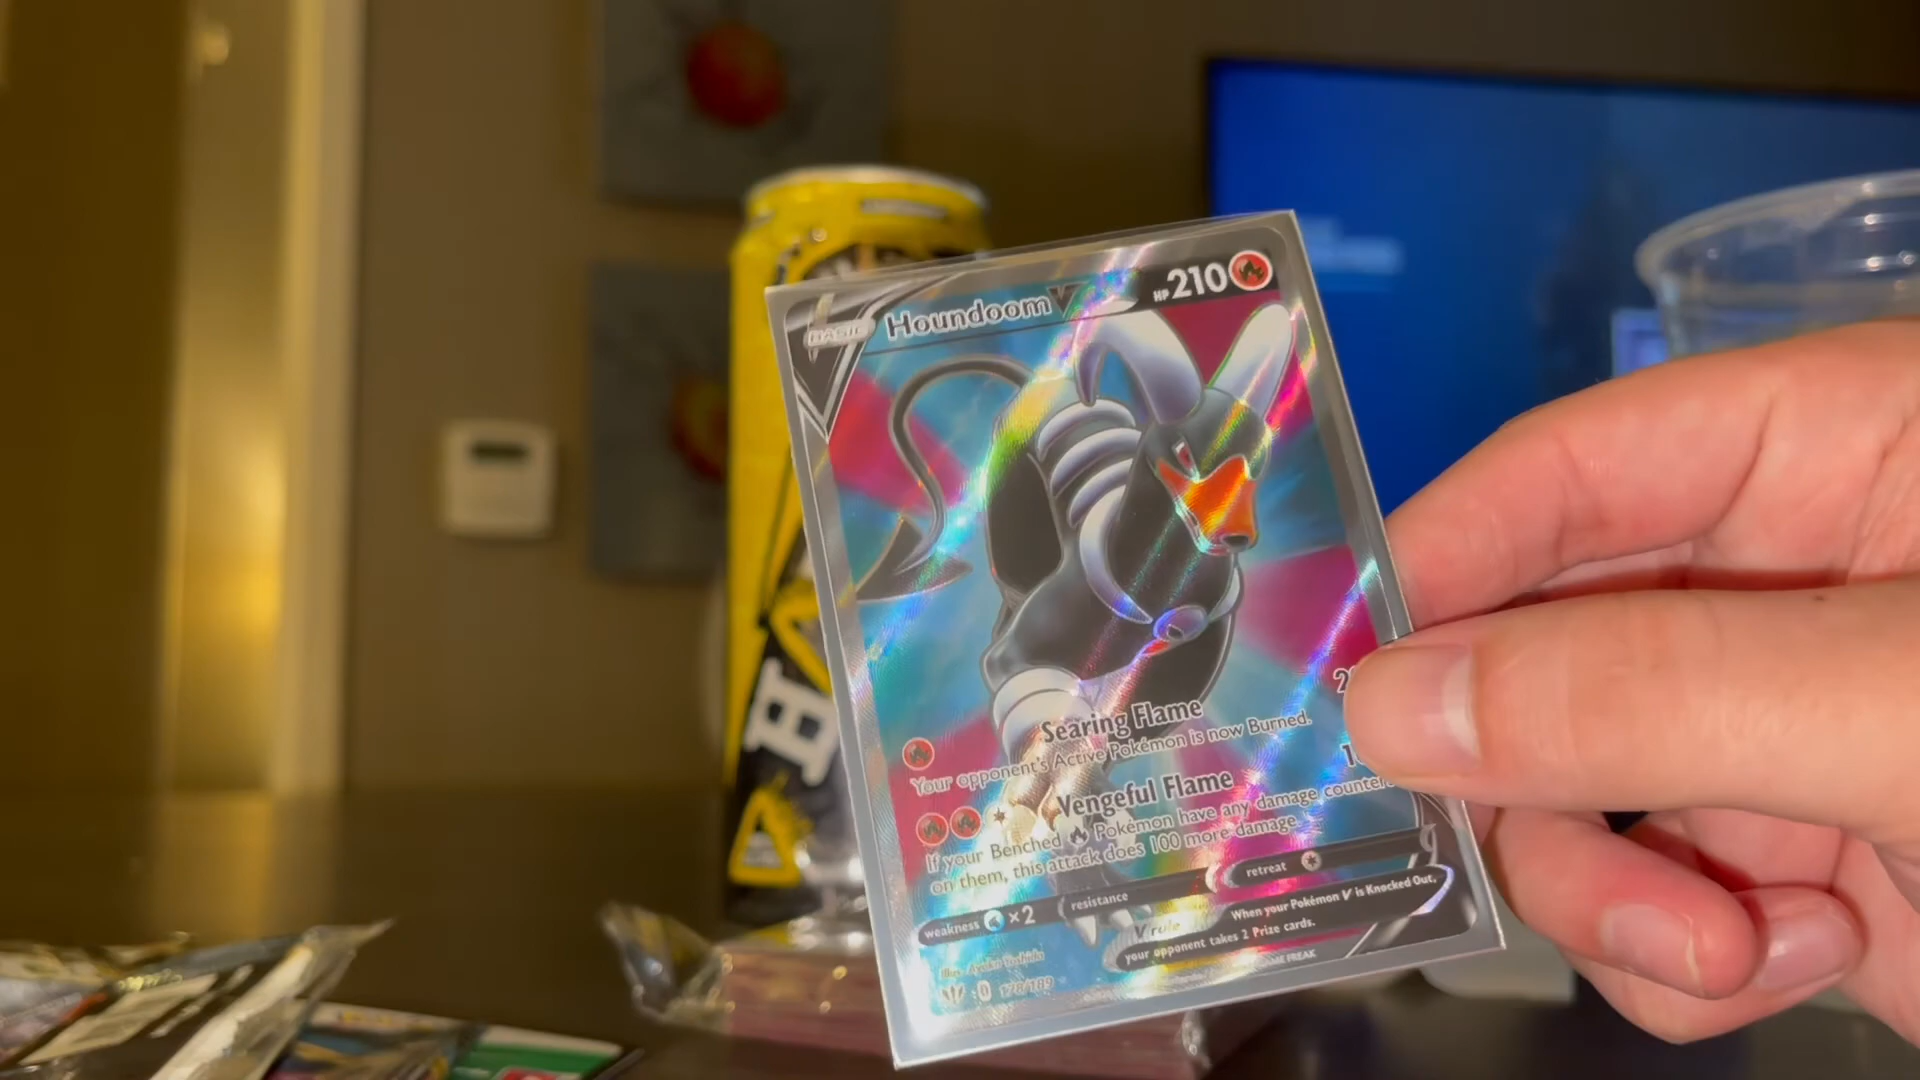 BASIC Houndoom V HP 210
Searing Flame
Your opponent's Active Pokémon is now Burned.
Vengeful Flame
If your Benched Pokémon have any damage counters
on them, this attack does 100 more damage.
weakness ×2 resistance retreat
V rule When your Pokémon V is Knocked Out,
your opponent takes 2 Prize cards.
Illus. Ayaka Yoshida
D 178/189
GAME FREAK
H